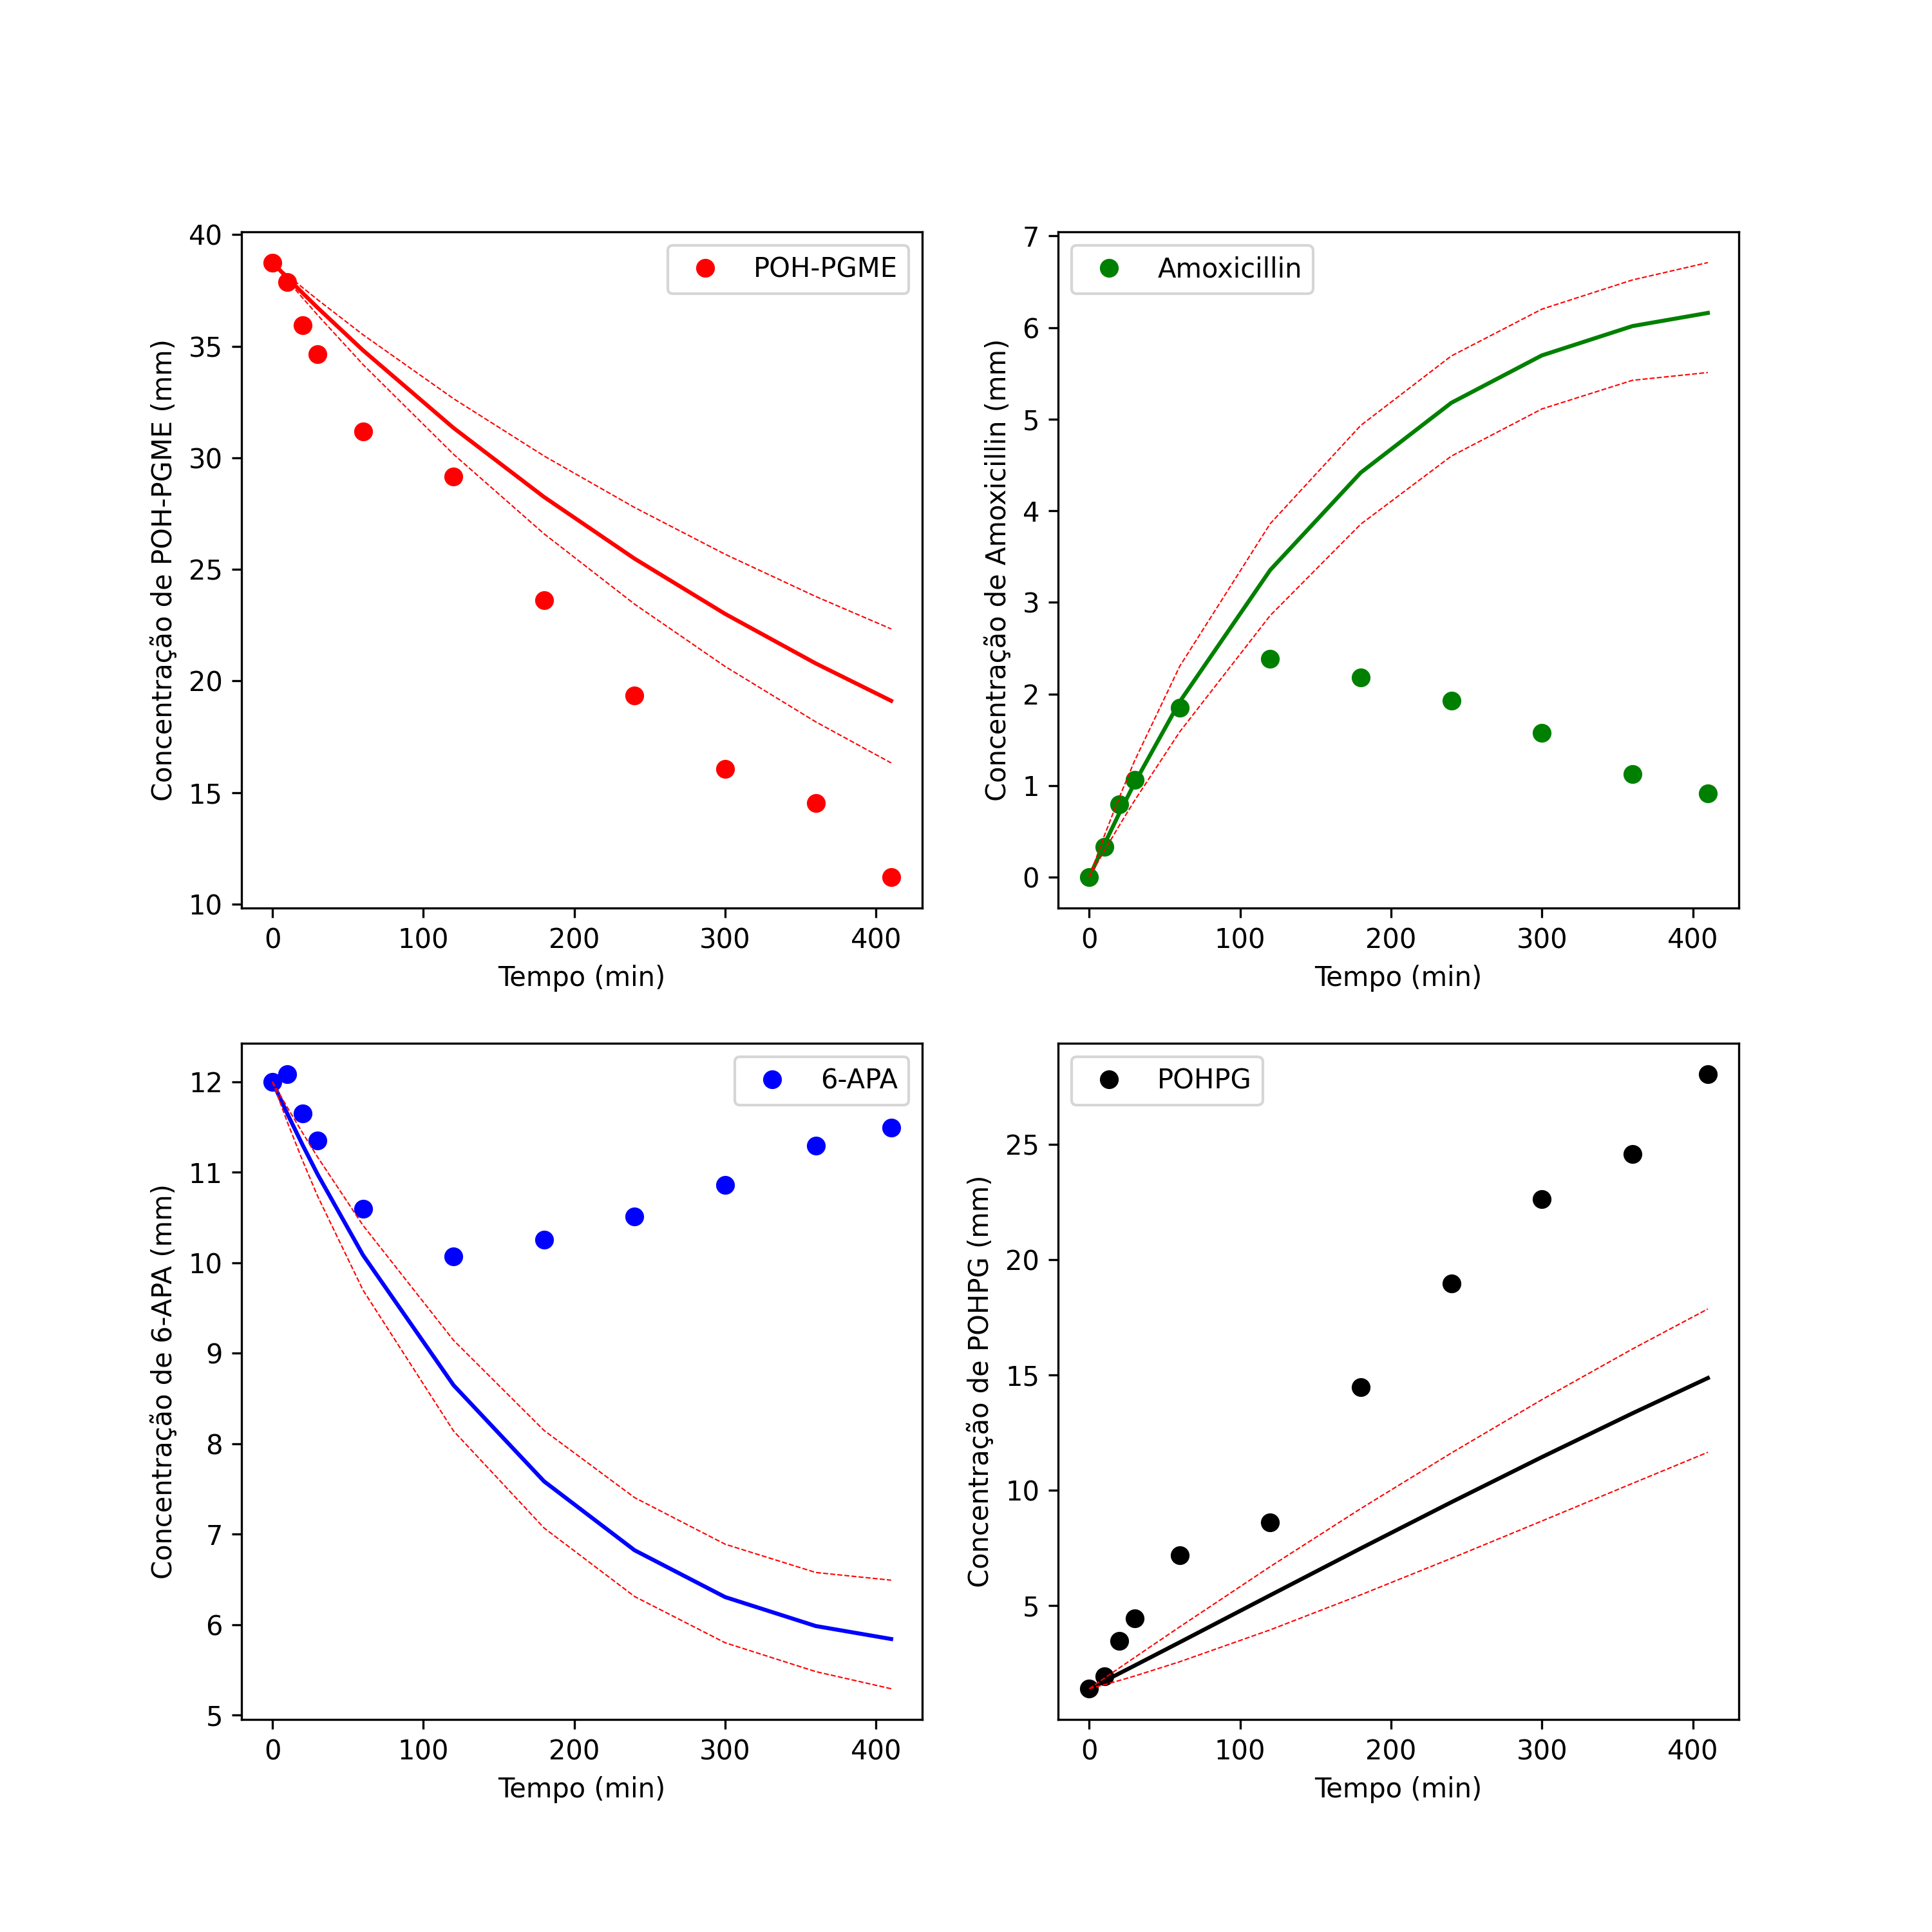 POH-PGME
40
35
30
25
20
15
10
Concentração de POH-PGME (mm)
0 100 200 300 400
Tempo (min)
Amoxicillin
7
6
5
4
3
2
1
0
Concentração de Amoxicillin (mm)
0 100 200 300 400
Tempo (min)
6-APA
12
11
10
9
8
7
6
5
Concentração de 6-APA (mm)
0 100 200 300 400
Tempo (min)
POHPG
25
20
15
10
5
Concentração de POHPG (mm)
0 100 200 300 400
Tempo (min)